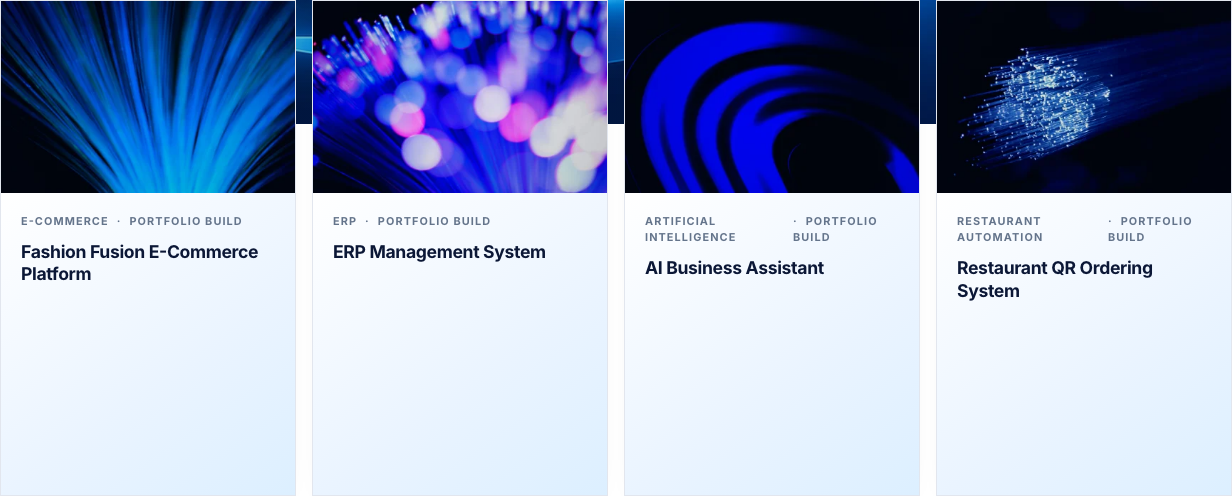 E-COMMERCE · PORTFOLIO BUILD
Fashion Fusion E-Commerce
Platform
ERP · PORTFOLIO BUILD
ERP Management System
ARTIFICIAL INTELLIGENCE · PORTFOLIO BUILD
AI Business Assistant
RESTAURANT AUTOMATION · PORTFOLIO BUILD
Restaurant QR Ordering
System